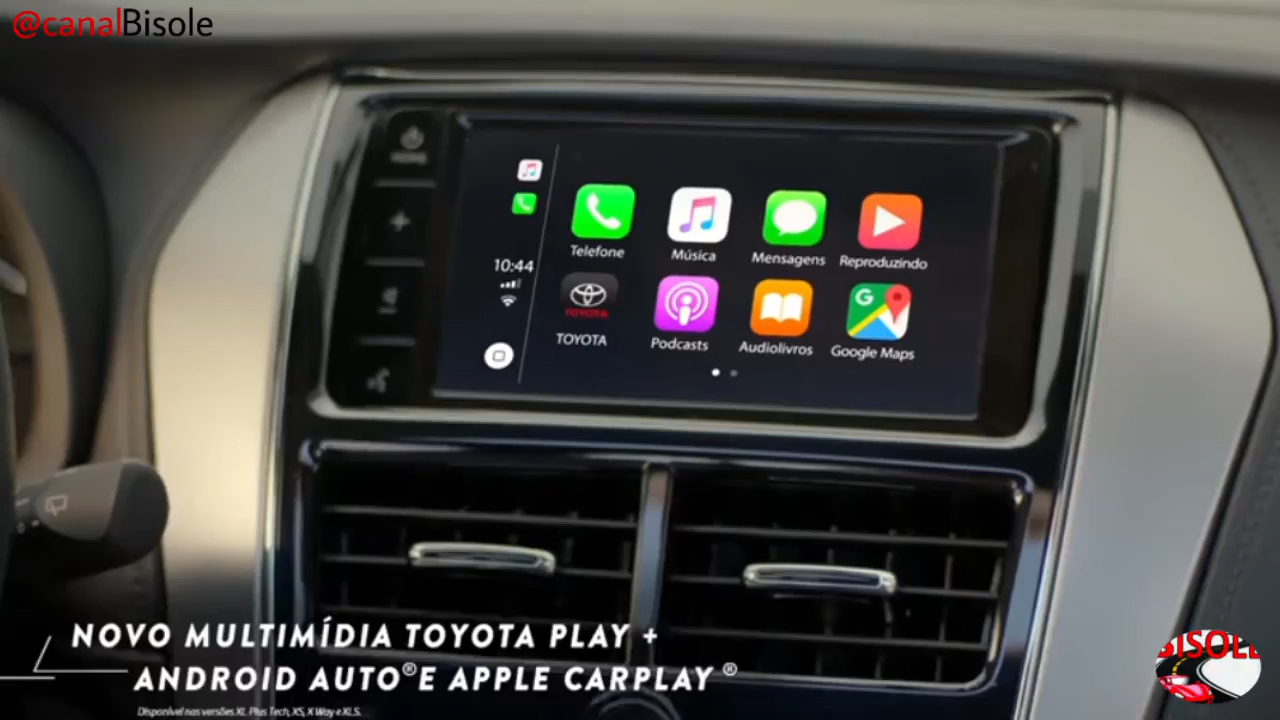 @canalBisole
HOME
10:44
Telefone
Música
Mensagens
Reproduzindo
TOYOTA
TOYOTA
Podcasts
Audiolivros
G
Google Maps
NOVO MULTIMÍDIA TOYOTA PLAY +
ANDROID AUTO® E APPLE CARPLAY ®
Disponível nas versões XL Plus Tech, XS, X Way e XLS.
BISOLE